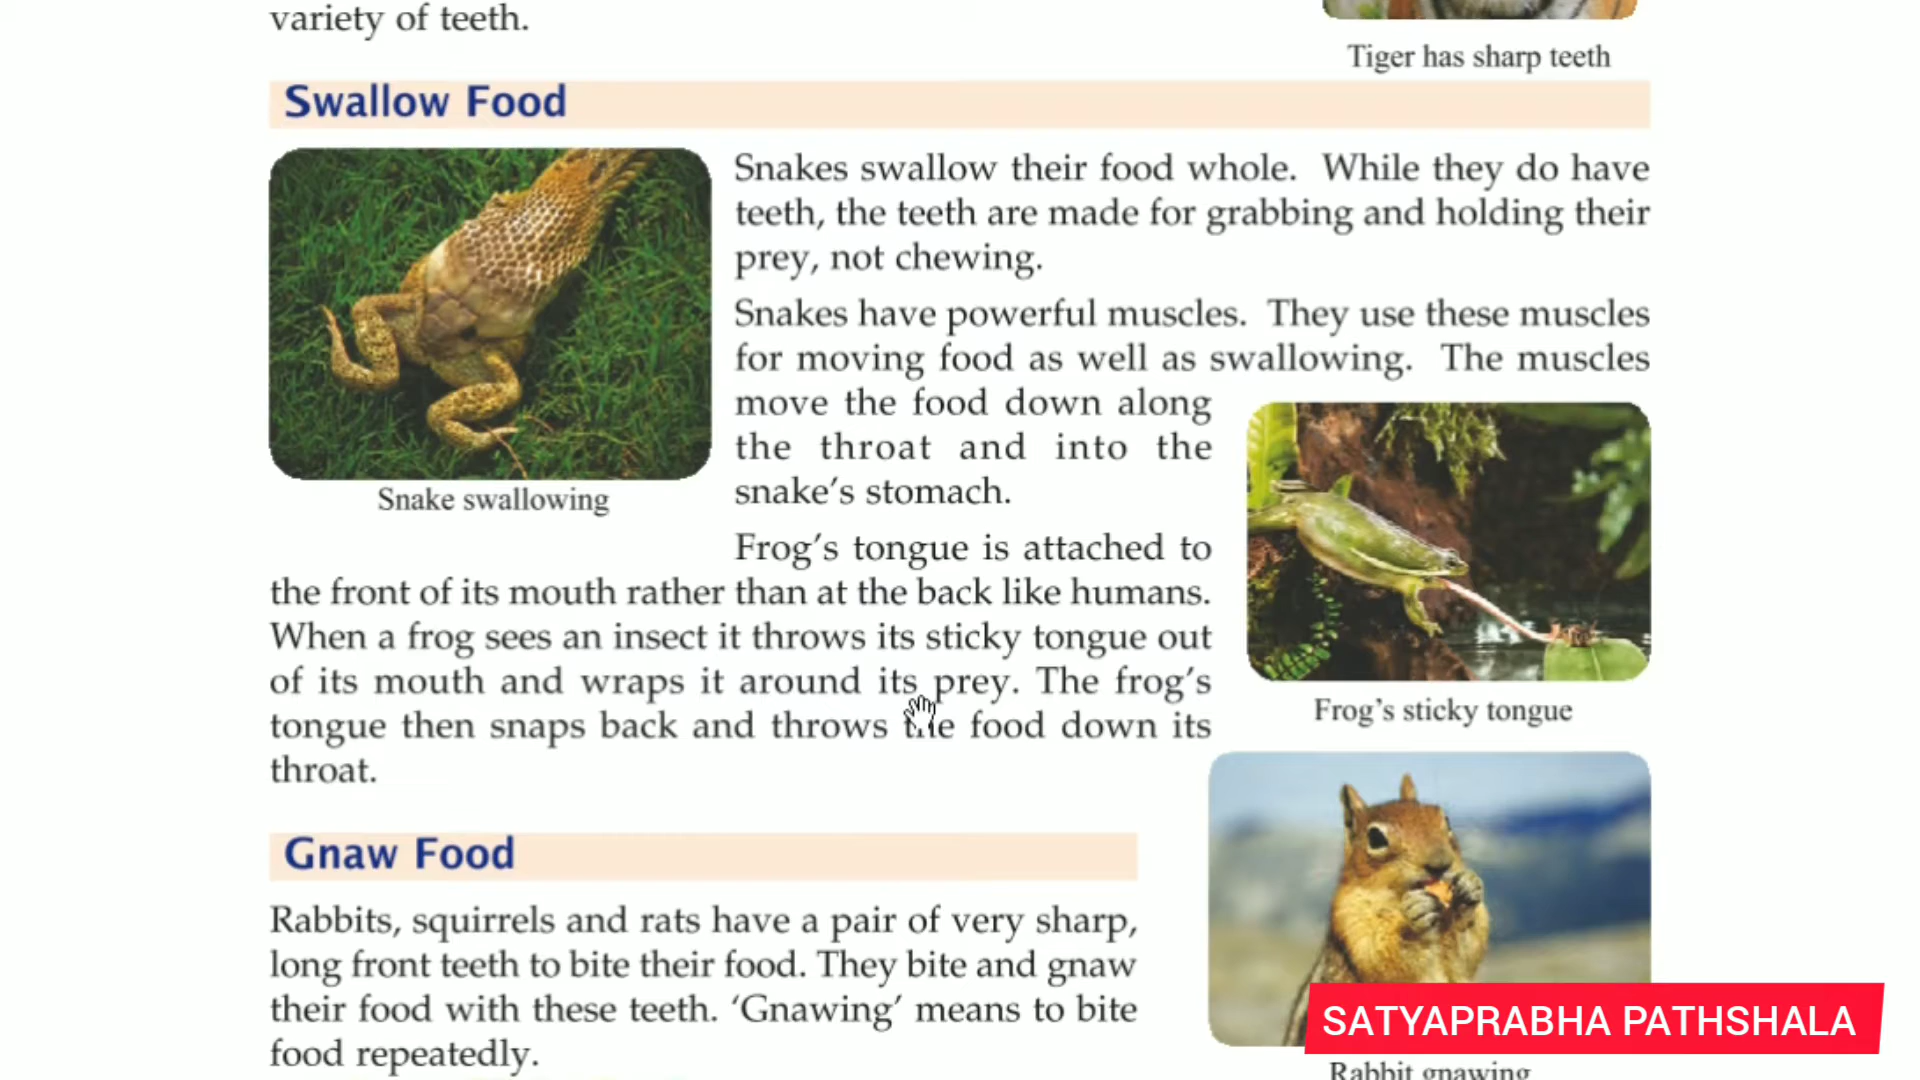 variety of teeth.
Tiger has sharp teeth
Swallow Food
Snakes swallow their food whole. While they do have
teeth, the teeth are made for grabbing and holding their
prey, not chewing.
Snakes have powerful muscles. They use these muscles
for moving food as well as swallowing. The muscles
move the food down along
the throat and into the
snake's stomach.
Snake swallowing
Frog's tongue is attached to
the front of its mouth rather than at the back like humans.
When a frog sees an insect it throws its sticky tongue out
of its mouth and wraps it around its prey. The frog's
tongue then snaps back and throws the food down its
throat.
Frog's sticky tongue
Gnaw Food
Rabbits, squirrels and rats have a pair of very sharp,
long front teeth to bite their food. They bite and gnaw
their food with these teeth. 'Gnawing' means to bite
food repeatedly.
SATYAPRABHA PATHSHALA
Rabbit gnawing